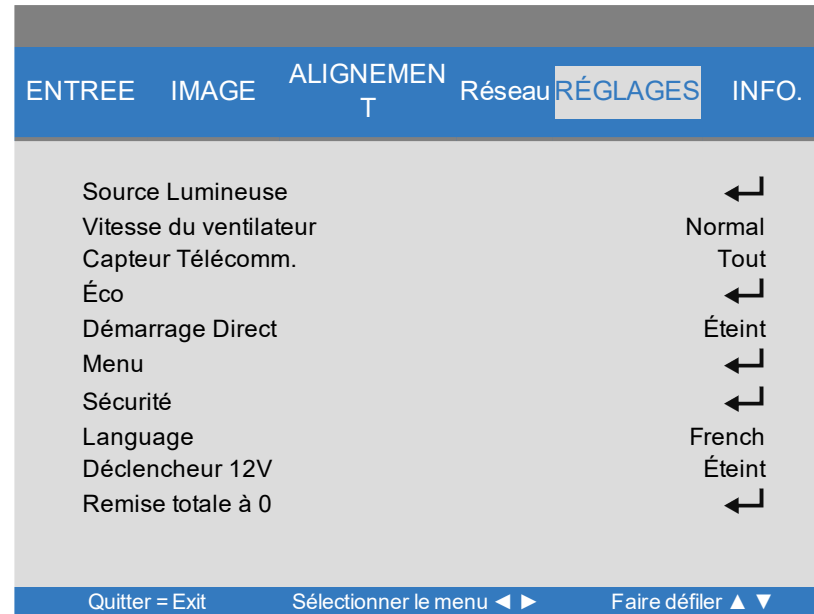 ENTREE IMAGE ALIGNEMEN
T Réseau RÉGLAGES INFO.
Source Lumineuse
Vitesse du ventilateur Normal
Capteur Télécomm. Tout
Éco
Démarrage Direct Éteint
Menu
Sécurité
Language French
Déclencheur 12V Éteint
Remise totale à 0
Quitter = Exit Sélectionner le menu ◄ ► Faire défiler ▲ ▼